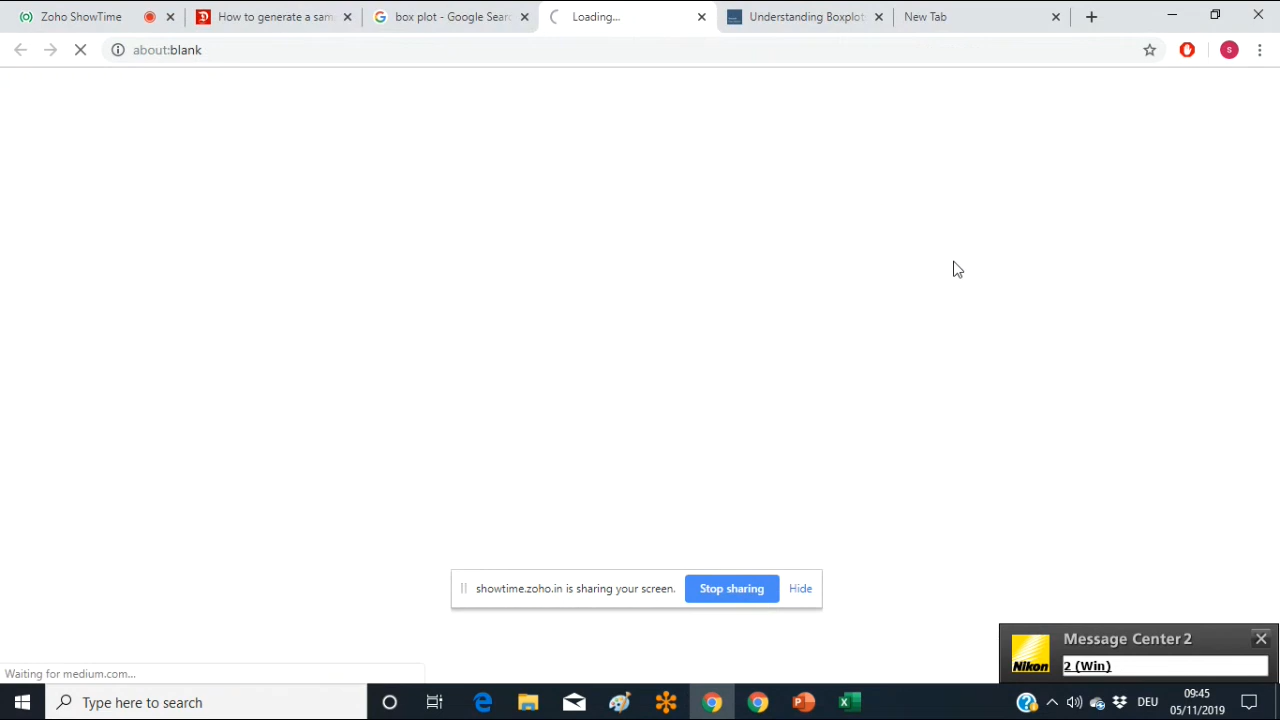 Zoho ShowTime
How to generate a sam
box plot - Google Searc
Loading...
Understanding Boxplot
New Tab
about:blank
s
showtime.zoho.in is sharing your screen.
Stop sharing
Hide
Message Center 2
Nikon
2 (Win)
Waiting for medium.com...
Type here to search
DEU
09:45
05/11/2019